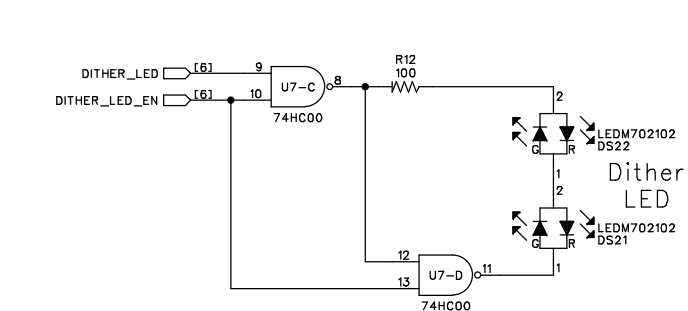 R12
100
DITHER_LED [6] 9
U7-C 8
DITHER_LED_EN [6] 10
74HC00
2
G R LEDM702102
DS22
1
Dither
LED
2
G R LEDM702102
DS21
1
12
U7-D 11
13
74HC00